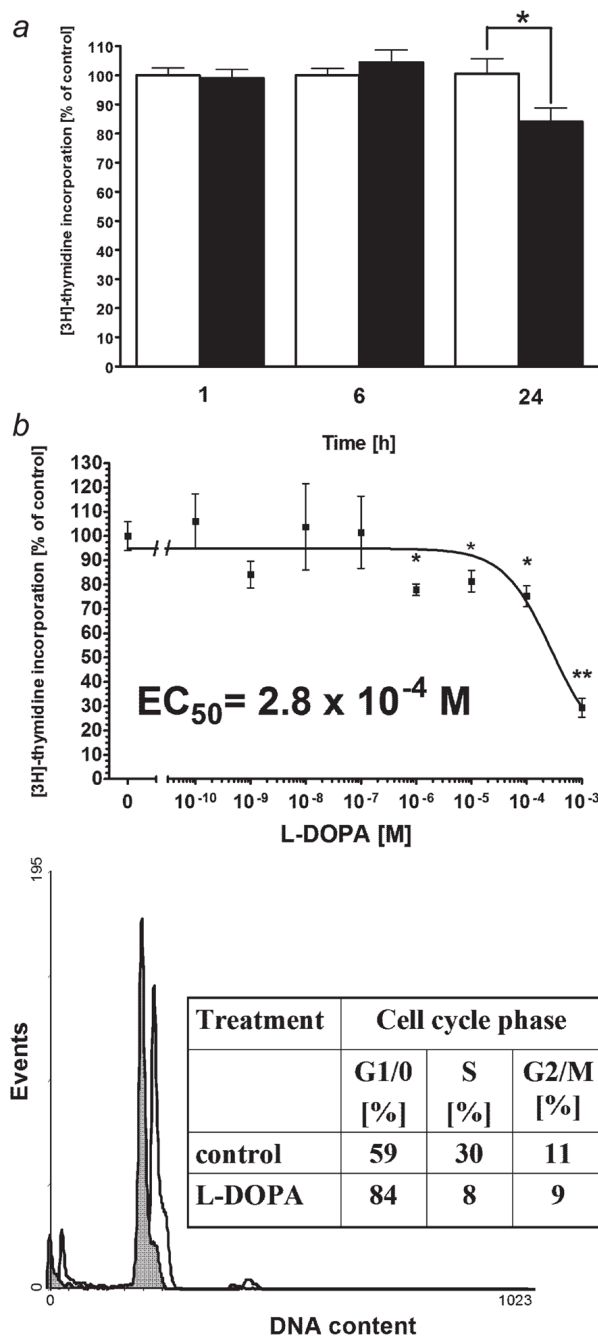 a
*
[3H]-thymidine incorporation [% of control]
110
100
90
80
70
60
50
40
30
20
10
0
1 6 24
Time [h]
b
[3H]-thymidine incorporation [% of control]
130
120
110
100
90
80
70
60
50
40
30
20
10
0
* * * **
EC50= 2.8 x 10-4 M
0 10-10 10-9 10-8 10-7 10-6 10-5 10-4 10-3
L-DOPA [M]
195
Events
0
Treatment Cell cycle phase
G1/0 S G2/M
[%] [%] [%]
control 59 30 11
L-DOPA 84 8 9
0 1023
DNA content